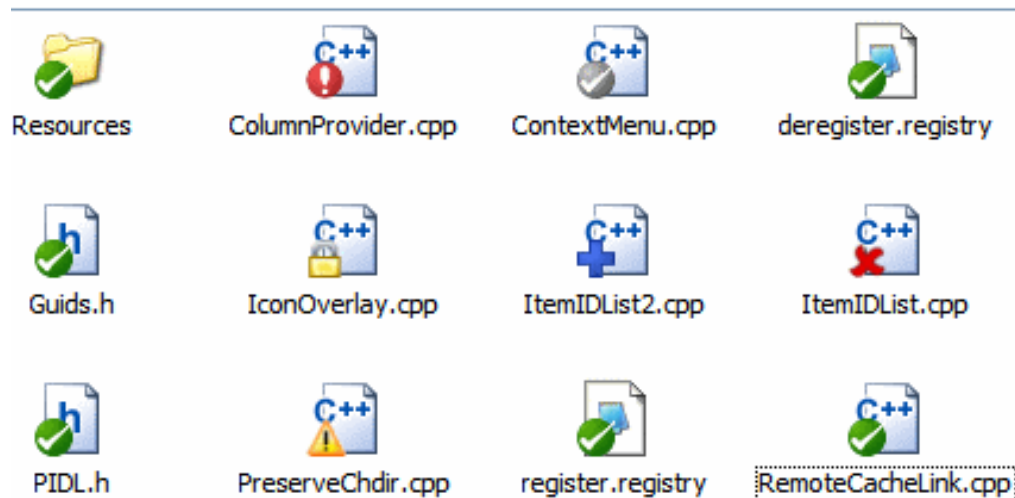 C++ C++
Resources ColumnProvider.cpp ContextMenu.cpp deregister.registry
h C++ C++ C++
Guids.h IconOverlay.cpp ItemIDList2.cpp ItemIDList.cpp
h C++ C++
PIDL.h PreserveChdir.cpp register.registry RemoteCacheLink.cpp